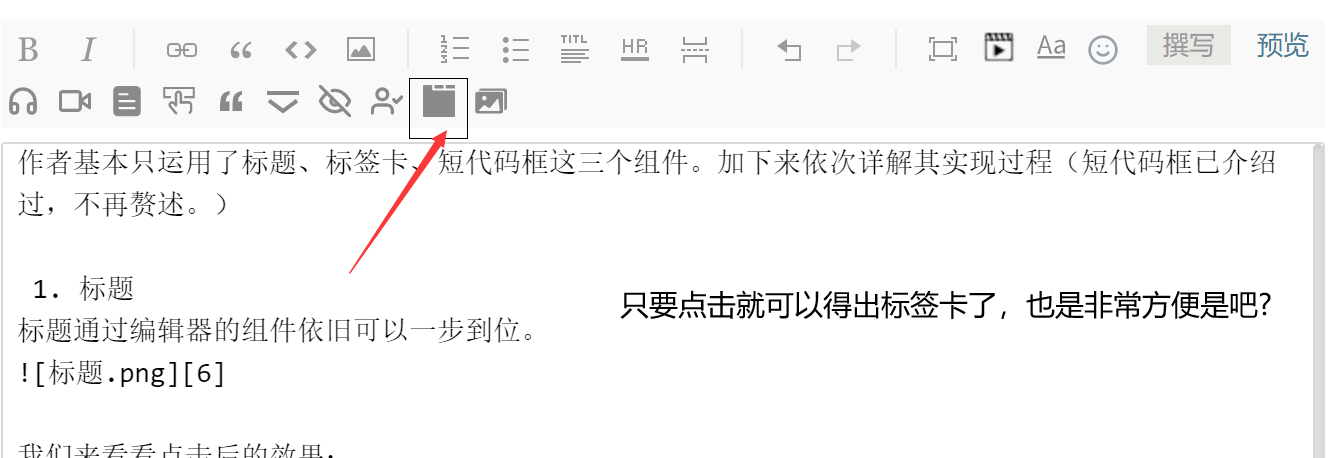 B I TITL HR Aa 撰写 预览
作者基本只运用了标题、标签卡、短代码框这三个组件。加下来依次详解其实现过程（短代码框已介绍
过，不再赘述。）
1. 标题
只要点击就可以得出标签卡了，也是非常方便是吧?
标题通过编辑器的组件依旧可以一步到位。
![标题.png][6]
我们来看看点击后的效果：